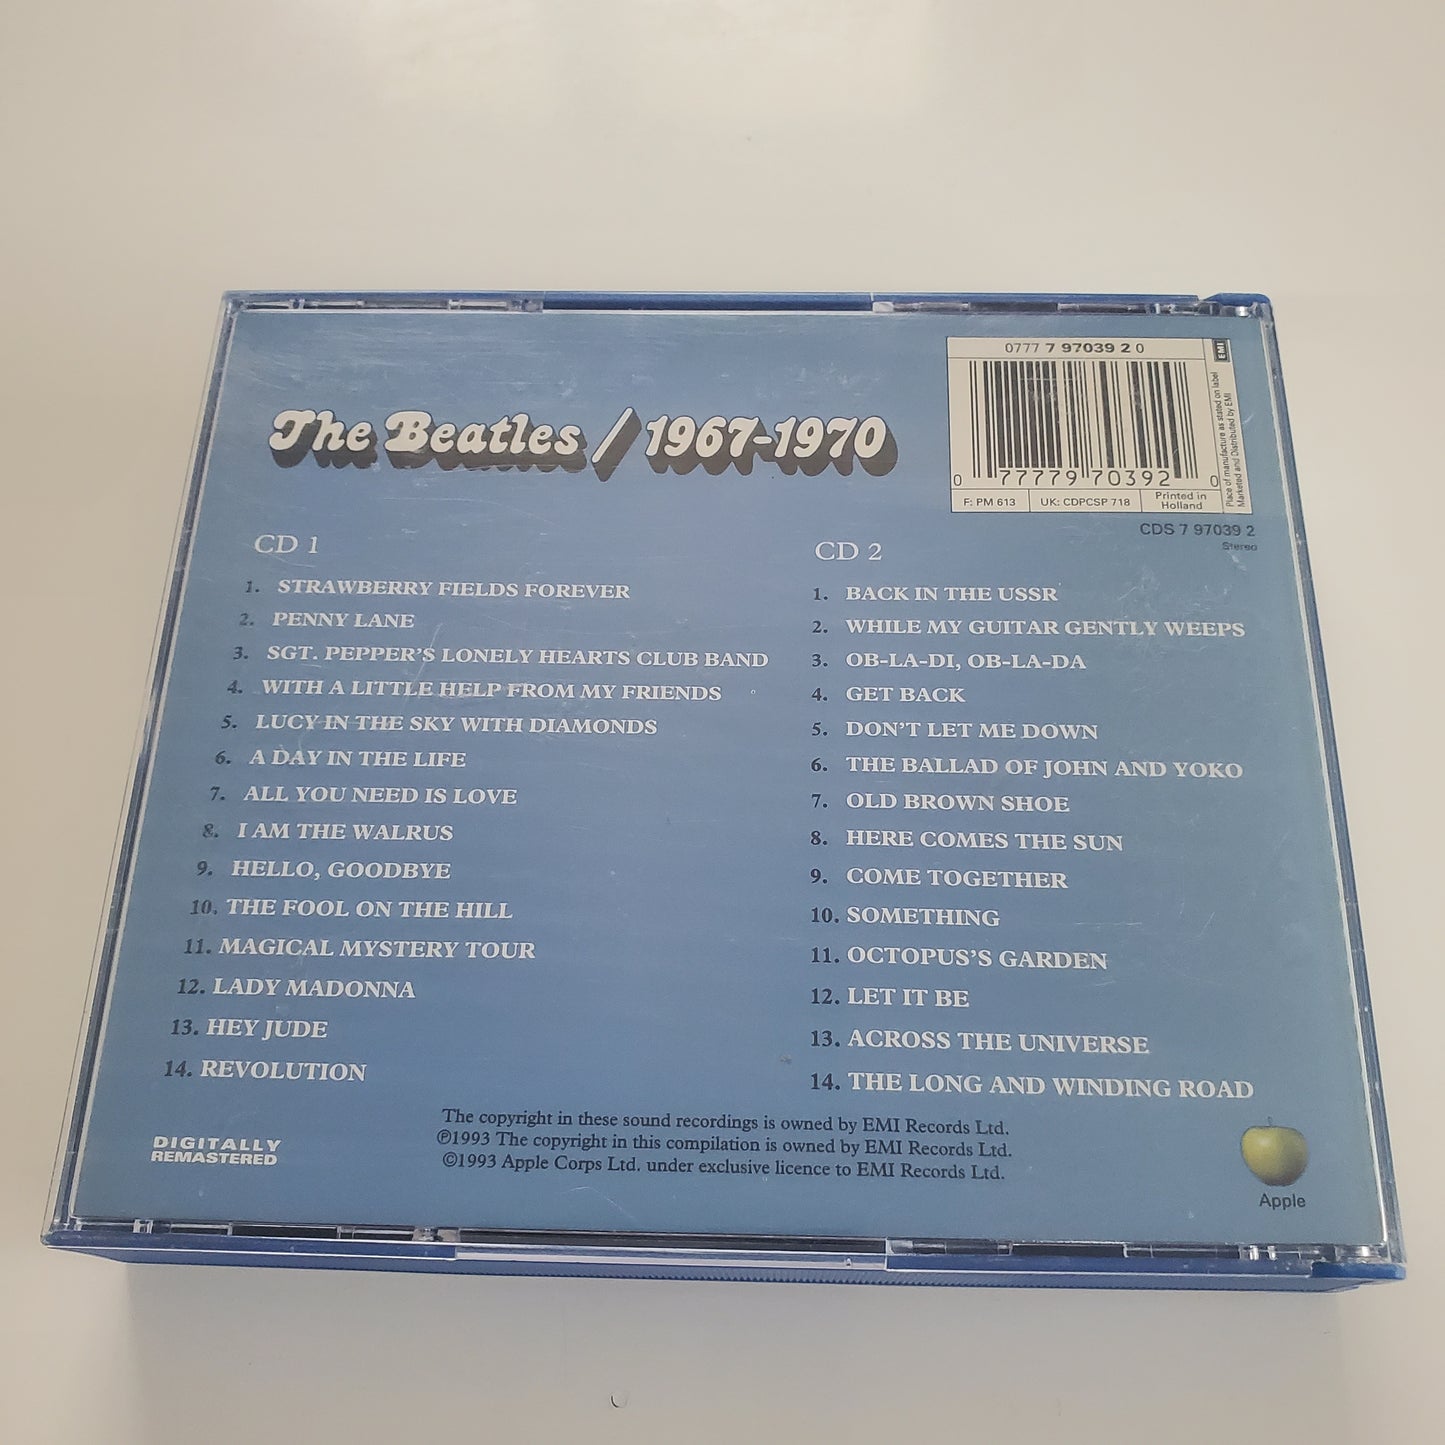 0777 7 97039 2 0
EMI
Place of manufacture as stated on label
Marketed and Distributed by EMI
0 77779 70392 0
F: PM 613
UK: CDPCSP 718
Printed in
Holland
CDS 7 97039 2
Stereo
The Beatles / 1967-1970
CD 1
1. STRAWBERRY FIELDS FOREVER
2. PENNY LANE
3. SGT. PEPPER'S LONELY HEARTS CLUB BAND
4. WITH A LITTLE HELP FROM MY FRIENDS
5. LUCY IN THE SKY WITH DIAMONDS
6. A DAY IN THE LIFE
7. ALL YOU NEED IS LOVE
8. I AM THE WALRUS
9. HELLO, GOODBYE
10. THE FOOL ON THE HILL
11. MAGICAL MYSTERY TOUR
12. LADY MADONNA
13. HEY JUDE
14. REVOLUTION
CD 2
1. BACK IN THE USSR
2. WHILE MY GUITAR GENTLY WEEPS
3. OB-LA-DI, OB-LA-DA
4. GET BACK
5. DON'T LET ME DOWN
6. THE BALLAD OF JOHN AND YOKO
7. OLD BROWN SHOE
8. HERE COMES THE SUN
9. COME TOGETHER
10. SOMETHING
11. OCTOPUS'S GARDEN
12. LET IT BE
13. ACROSS THE UNIVERSE
14. THE LONG AND WINDING ROAD
The copyright in these sound recordings is owned by EMI Records Ltd.
℗1993 The copyright in this compilation is owned by EMI Records Ltd.
©1993 Apple Corps Ltd. under exclusive licence to EMI Records Ltd.
DIGITALLY
REMASTERED
Apple